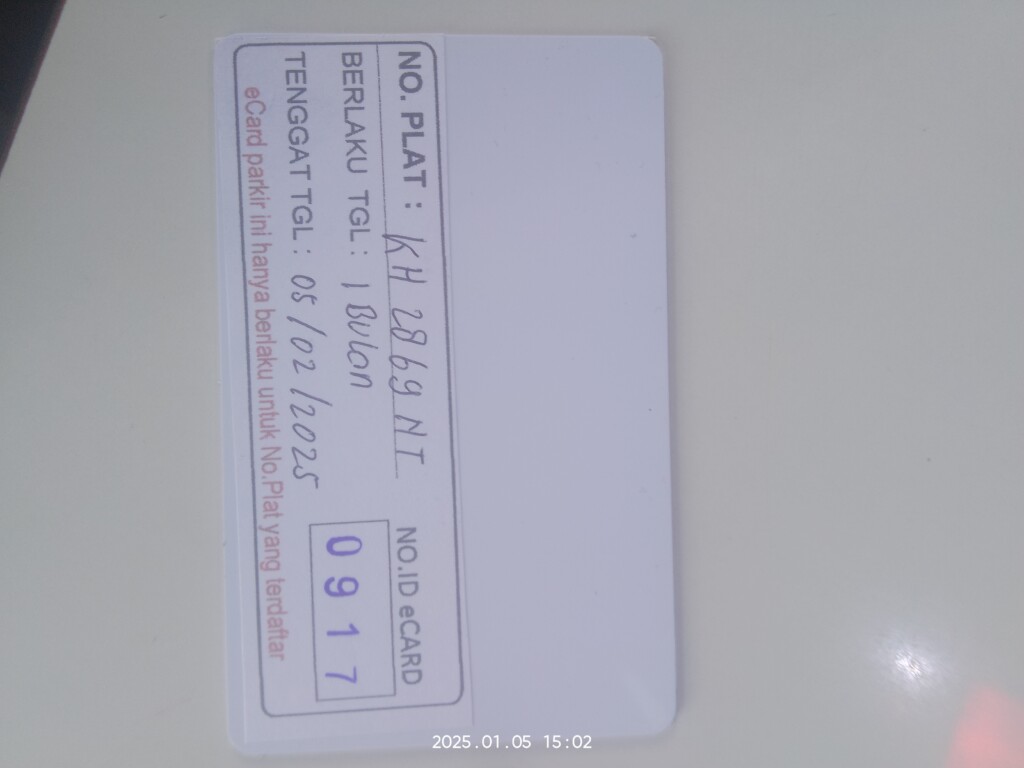 NO. PLAT : KH 2869 NT
BERLAKU TGL : 1 Bulan
TENGGAT TGL : 05/02/2025
NO.ID eCARD
0917
eCard parkir ini hanya berlaku untuk No.Plat yang terdaftar
2025.01.05 15:02